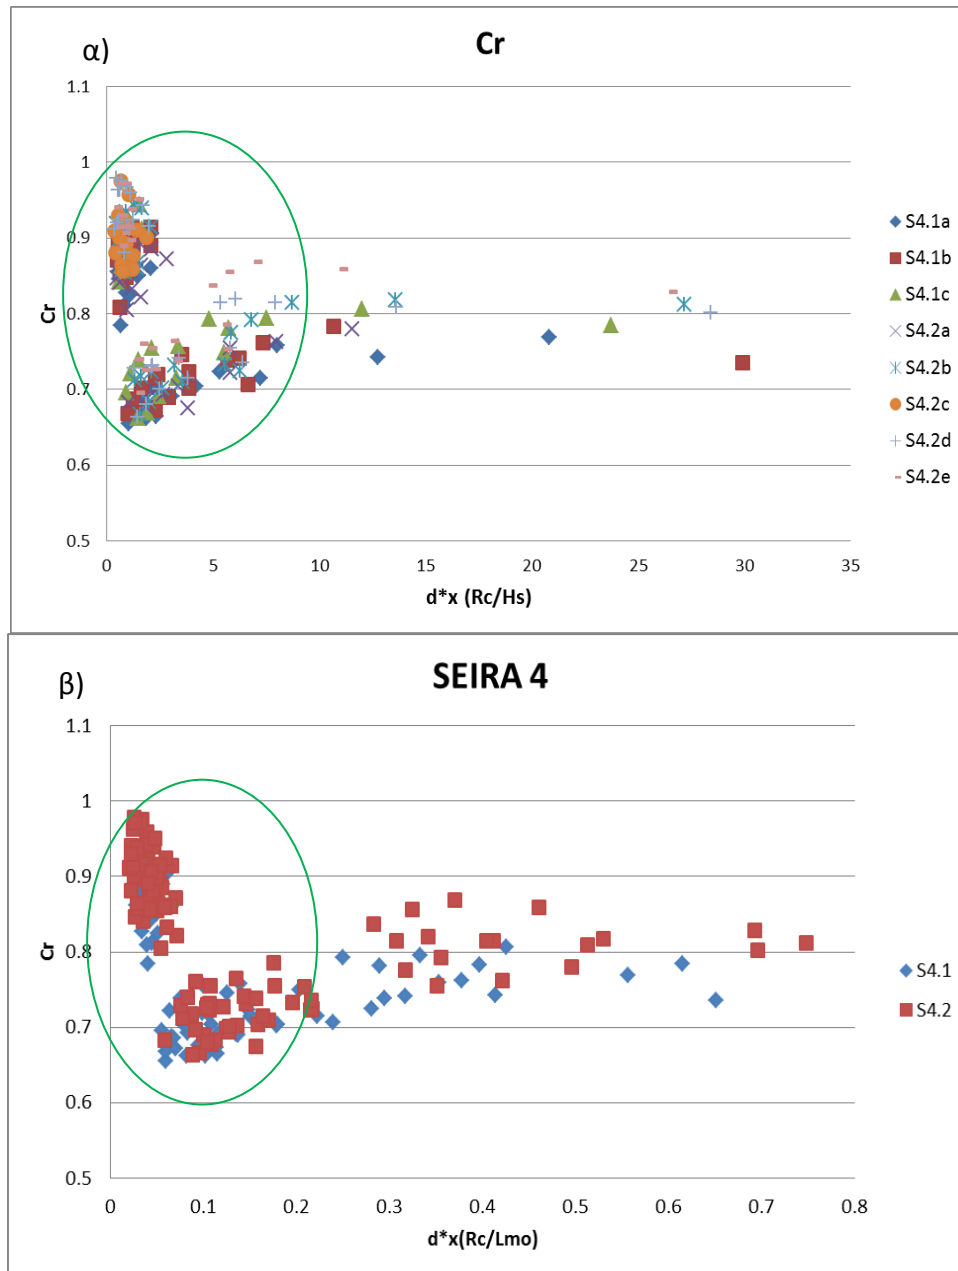 α)
Cr
1.1
1
0.9
0.8
0.7
0.6
0.5
Cr
0 5 10 15 20 25 30 35
d*x (Rc/Hs)
S4.1a
S4.1b
S4.1c
S4.2a
S4.2b
S4.2c
S4.2d
S4.2e
β)
SEIRA 4
1.1
1
0.9
0.8
0.7
0.6
0.5
Cr
0 0.1 0.2 0.3 0.4 0.5 0.6 0.7 0.8
d*x(Rc/Lmo)
S4.1
S4.2